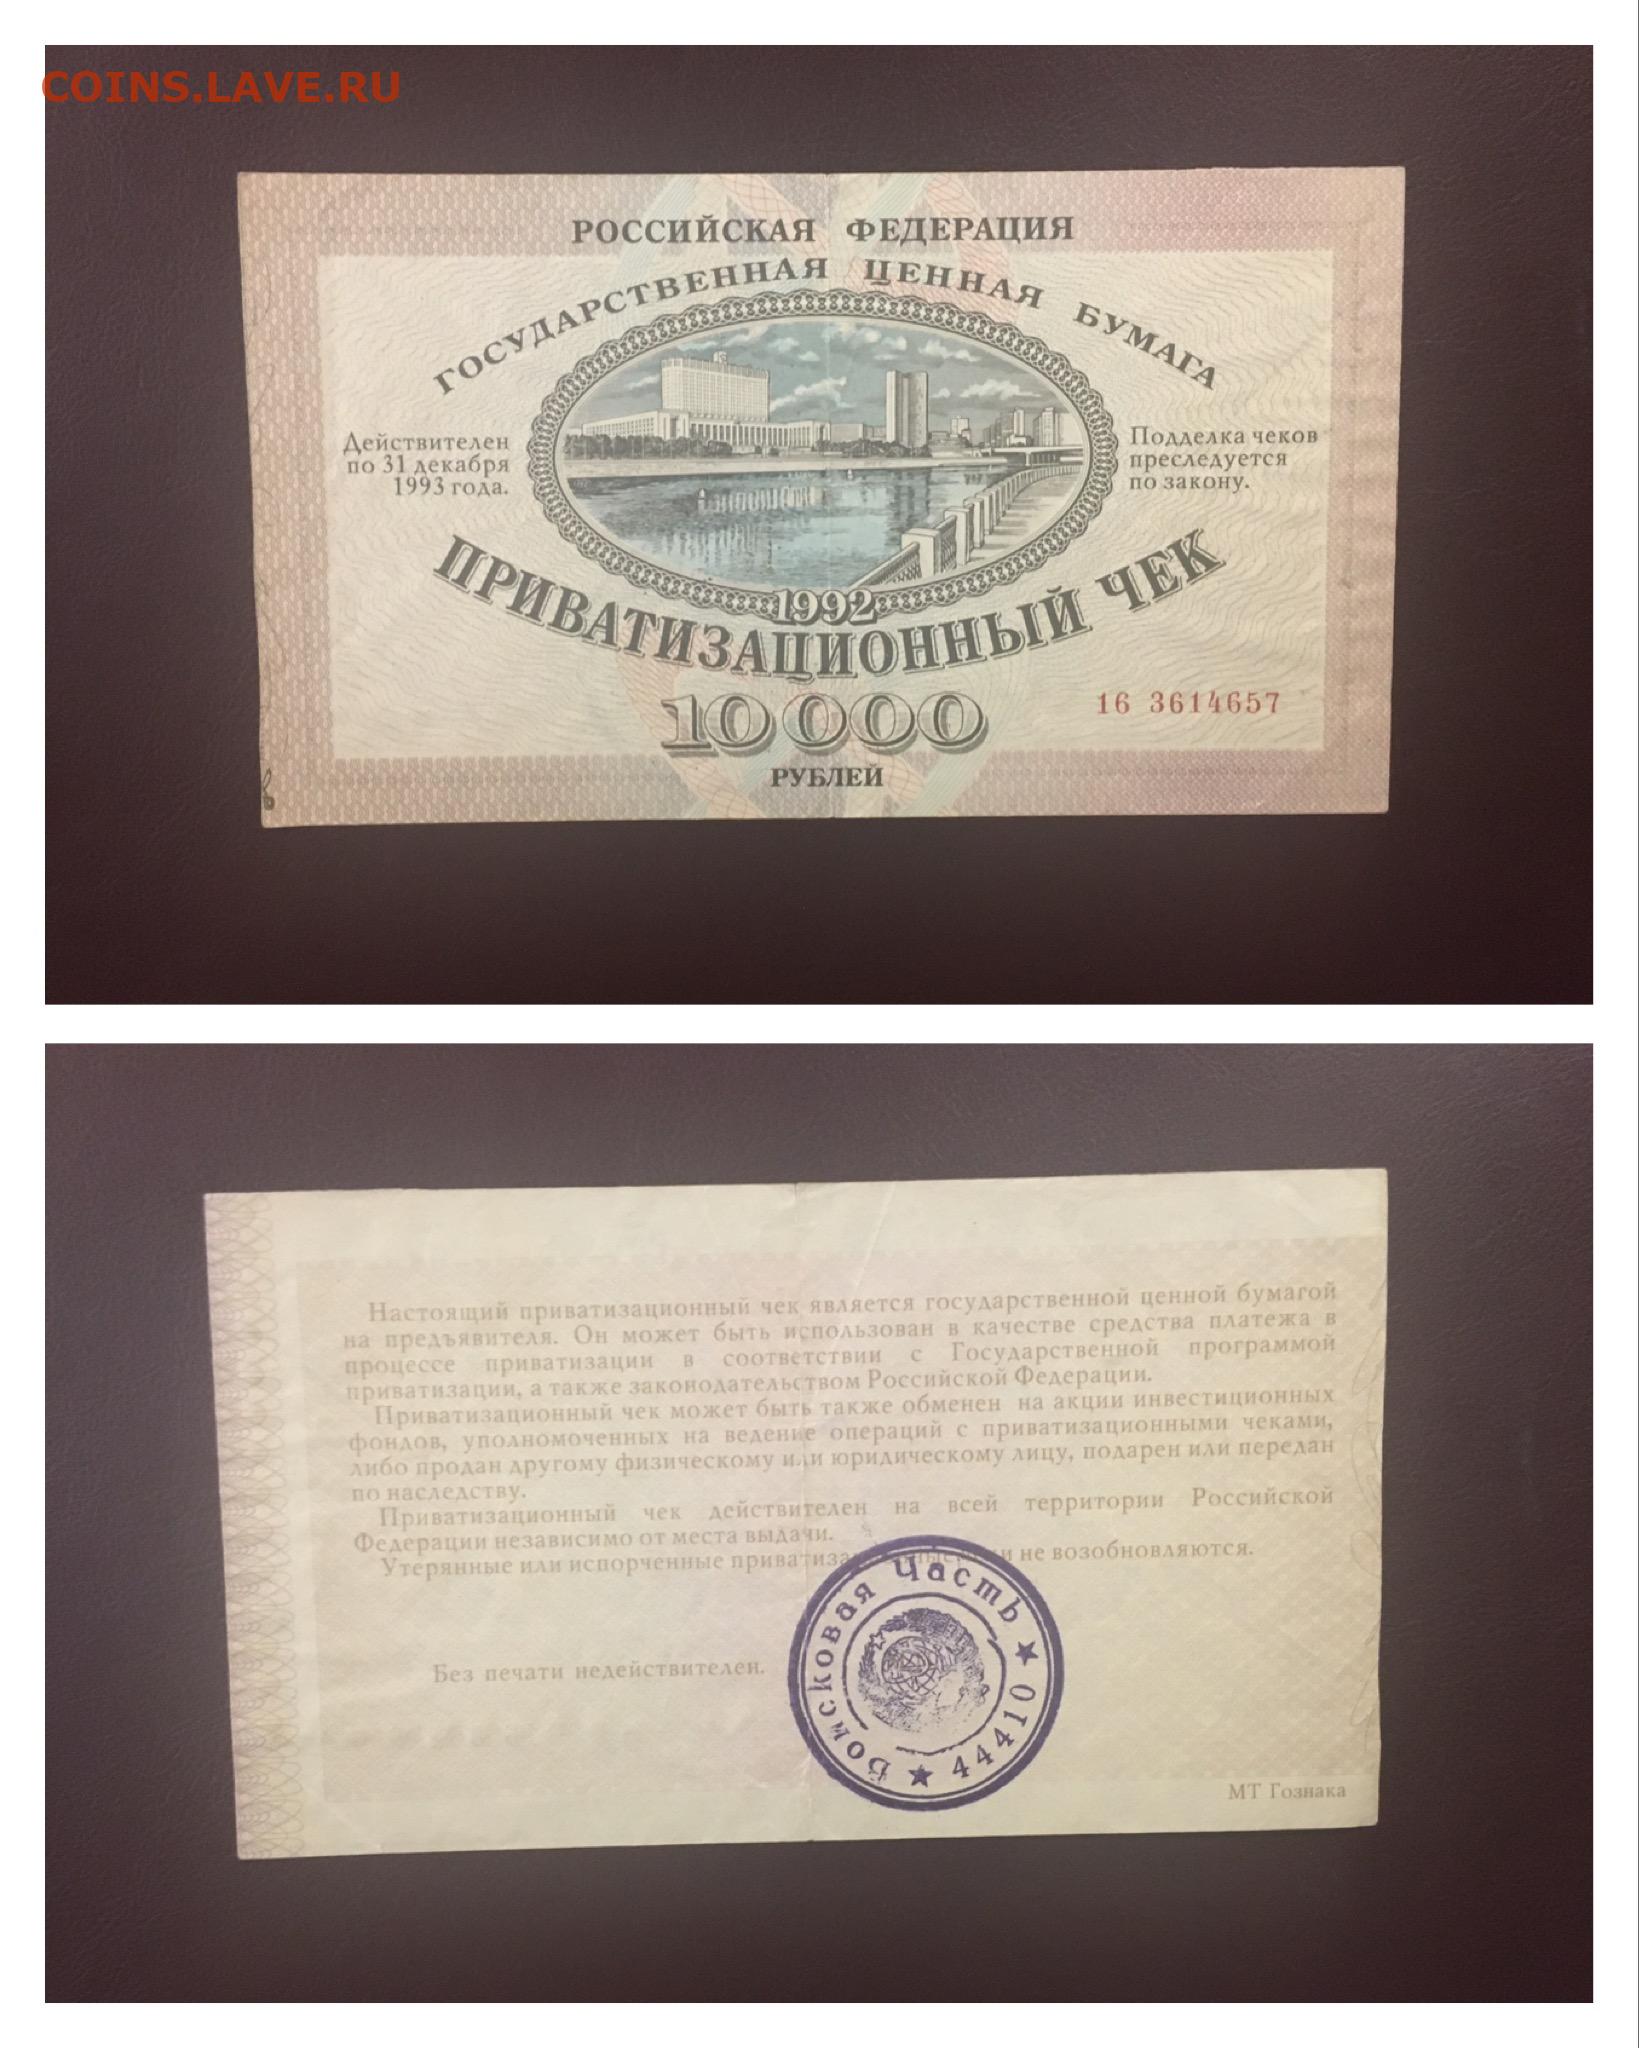 COINS.LAVE.RU
РОССИЙСКАЯ ФЕДЕРАЦИЯ
ГОСУДАРСТВЕННАЯ ЦЕННАЯ БУМАГА
Действителен
по 31 декабря
1993 года.
Подделка чеков
преследуется
по закону.
1992
ПРИВАТИЗАЦИОННЫЙ ЧЕК
10 000
РУБЛЕЙ
16 3614657
Настоящий приватизационный чек является государственной ценной бумагой
на предъявителя. Он может быть использован в качестве средства платежа в
процессе приватизации в соответствии с Государственной программой
приватизации, а также законодательством Российской Федерации.
Приватизационный чек может быть также обменен на акции инвестиционных
фондов, уполномоченных на ведение операций с приватизационными чеками,
либо продан другому физическому или юридическому лицу, подарен или передан
по наследству.
Приватизационный чек действителен на всей территории Российской
Федерации независимо от места выдачи.
Утерянные или испорченные не возобновляются.
Без печати недействителен.
Войсковая Часть ★ 44410 ★
МТ Гознака